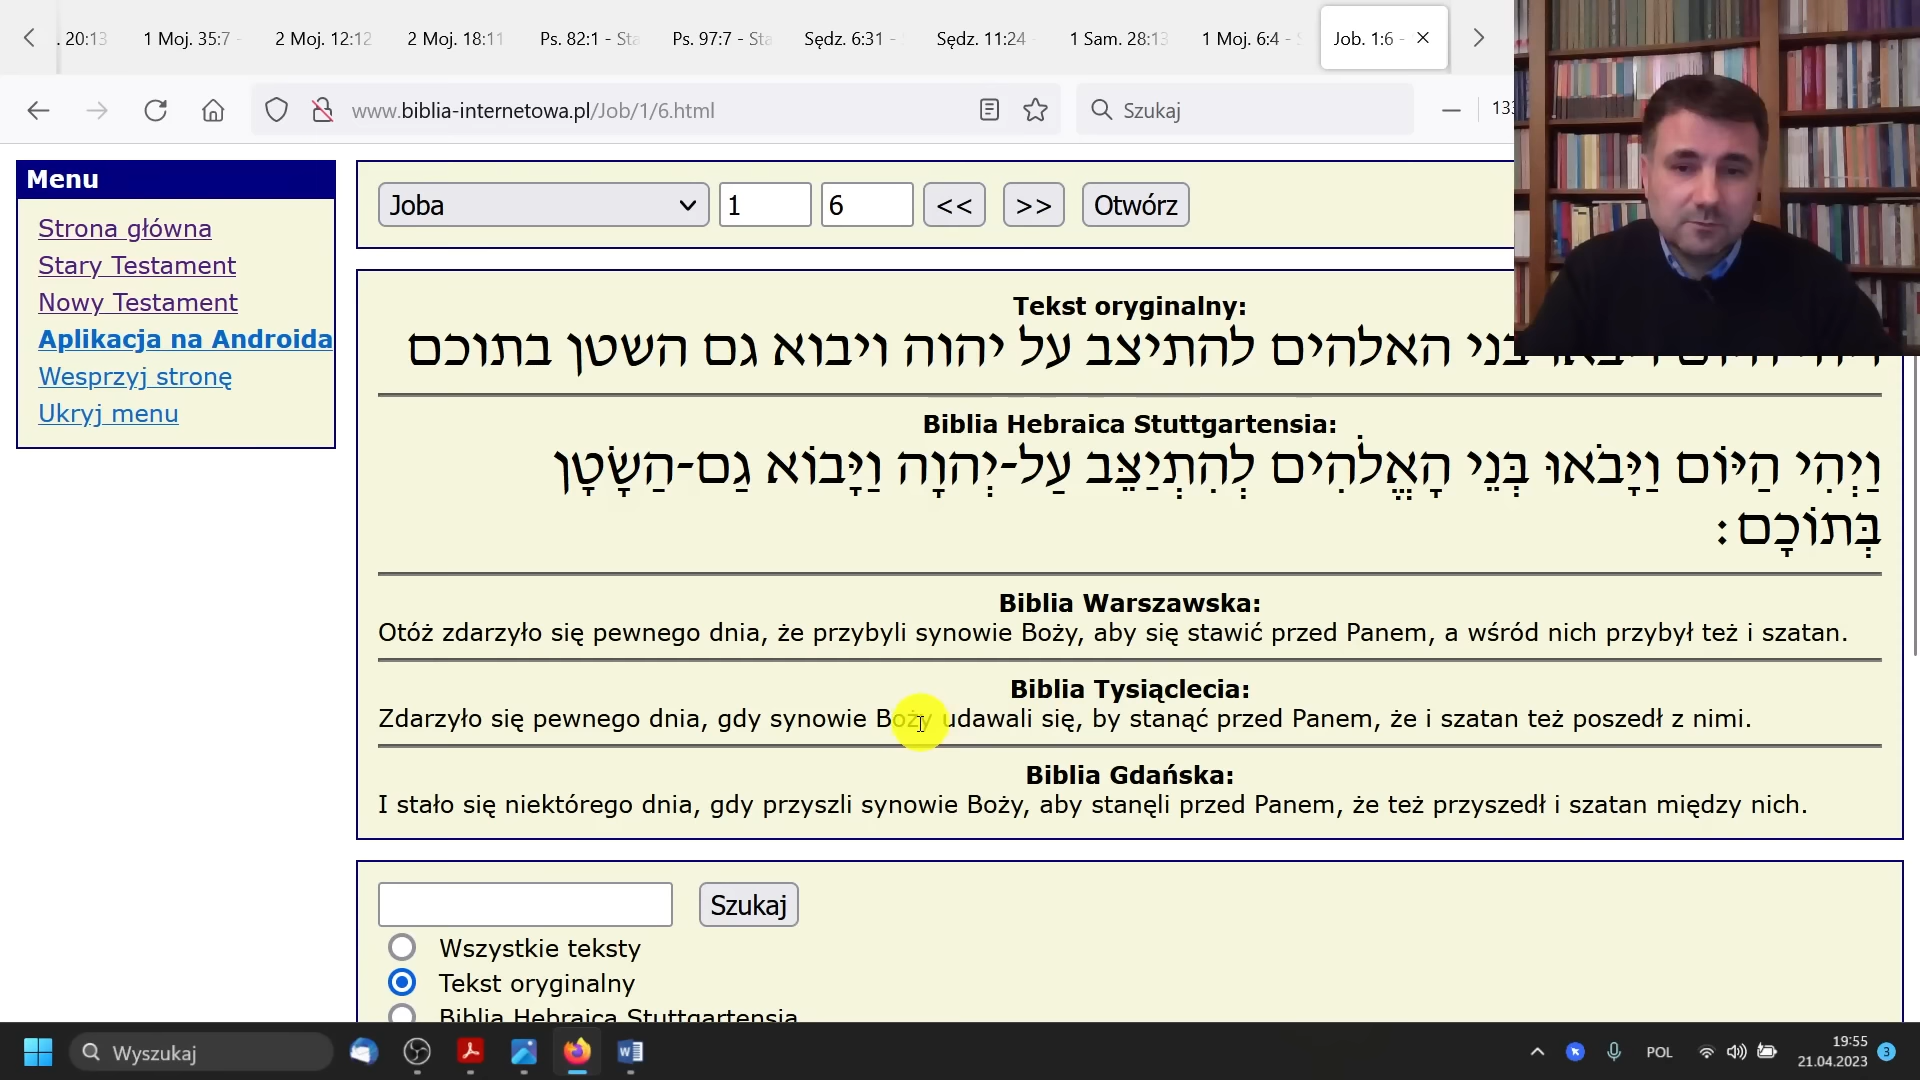 . 20:13
1 Moj. 35:7 -
2 Moj. 12:12
2 Moj. 18:11
Ps. 82:1 - Sta
Ps. 97:7 - Sta
Sędz. 6:31 -
Sędz. 11:24
1 Sam. 28:13
1 Moj. 6:4 - S
Job. 1:6 -
www.biblia-internetowa.pl/Job/1/6.html
Szukaj
133
Menu
Strona główna
Stary Testament
Nowy Testament
Aplikacja na Androida
Wesprzyj stronę
Ukryj menu
Joba
1
6
<<
>>
Otwórz
Tekst oryginalny:
בני האלהים להתיצב על יהוה ויבוא גם השטן בתוכם
Biblia Hebraica Stuttgartensia:
וַיְהִי הַיּוֹם וַיָּבֹאוּ בְּנֵי הָאֱלֹהִים לְהִתְיַצֵּב עַל-יְהוָה וַיָּבוֹא גַם-הַשָּׂטָן
בְּתוֹכָם׃
Biblia Warszawska:
Otóż zdarzyło się pewnego dnia, że przybyli synowie Boży, aby się stawić przed Panem, a wśród nich przybył też i szatan.
Biblia Tysiąclecia:
Zdarzyło się pewnego dnia, gdy synowie Boży udawali się, by stanąć przed Panem, że i szatan też poszedł z nimi.
Biblia Gdańska:
I stało się niektórego dnia, gdy przyszli synowie Boży, aby stanęli przed Panem, że też przyszedł i szatan między nich.
Szukaj
Wszystkie teksty
Tekst oryginalny
Biblia Hebraica Stuttgartensia
Wyszukaj
POL
19:55
21.04.2023
3